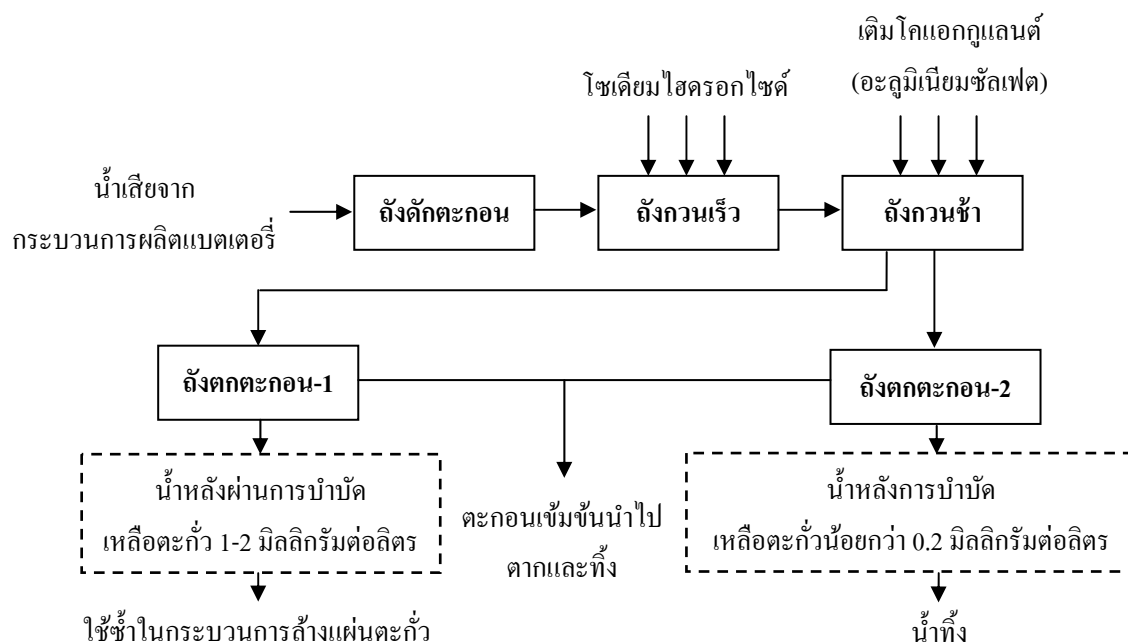 เติมโคแอกกูแลนต์
(อะลูมิเนียมซัลเฟต)
โซเดียมไฮดรอกไซด์
น้ำเสียจาก
กระบวนการผลิตแบตเตอรี่
ถังดักตะกอน
ถังกวนเร็ว
ถังกวนช้า
ถังตกตะกอน-1
ถังตกตะกอน-2
น้ำหลังผ่านการบำบัด
เหลือตะกั่ว 1-2 มิลลิกรัมต่อลิตร
ตะกอนเข้มข้นนำไป
ตากและทิ้ง
น้ำหลังการบำบัด
เหลือตะกั่วน้อยกว่า 0.2 มิลลิกรัมต่อลิตร
ใช้ซ้ำในกระบวนการล้างแผ่นตะกั่ว
น้ำทิ้ง